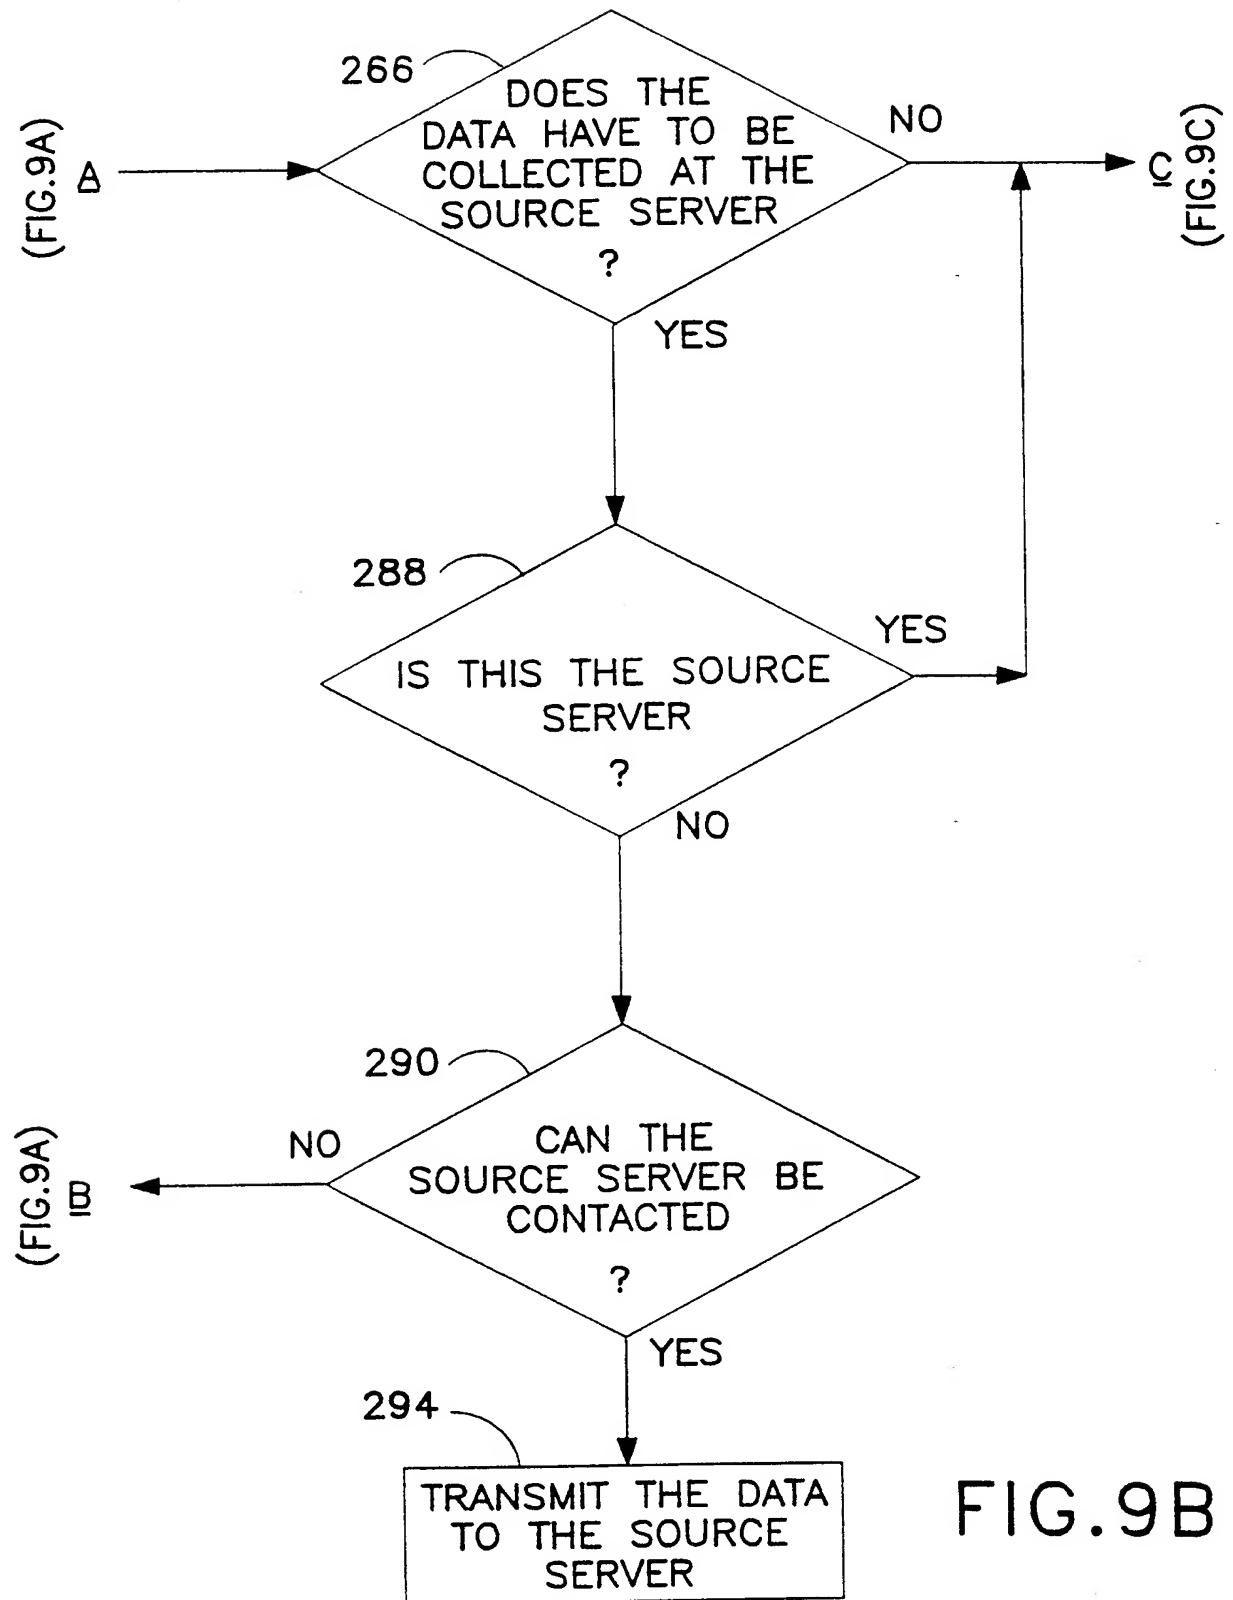 266
DOES THE
DATA HAVE TO BE
COLLECTED AT THE
SOURCE SERVER
?
NO
(FIG.9A)
A
C
(FIG.9C)
YES
288
IS THIS THE SOURCE
SERVER
?
YES
NO
290
CAN THE
SOURCE SERVER BE
CONTACTED
?
NO
(FIG.9A)
B
YES
294
TRANSMIT THE DATA
TO THE SOURCE
SERVER
FIG.9B